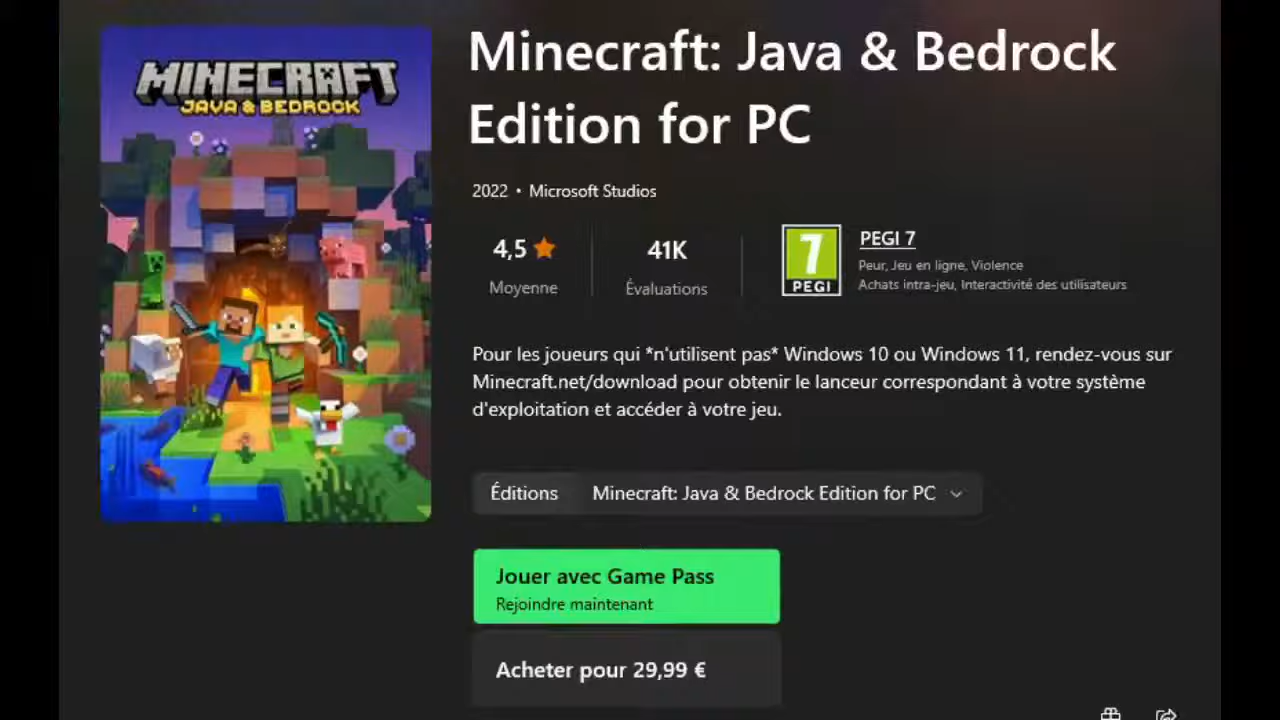 MINECRAFT
JAVA & BEDROCK
Minecraft: Java & Bedrock
Edition for PC
2022 • Microsoft Studios
4,5
Moyenne
41K
Évaluations
7
PEGI
PEGI 7
Peur, Jeu en ligne, Violence
Achats intra-jeu, Interactivité des utilisateurs
Pour les joueurs qui *n'utilisent pas* Windows 10 ou Windows 11, rendez-vous sur
Minecraft.net/download pour obtenir le lanceur correspondant à votre système
d'exploitation et accéder à votre jeu.
Éditions Minecraft: Java & Bedrock Edition for PC
Jouer avec Game Pass
Rejoindre maintenant
Acheter pour 29,99 €